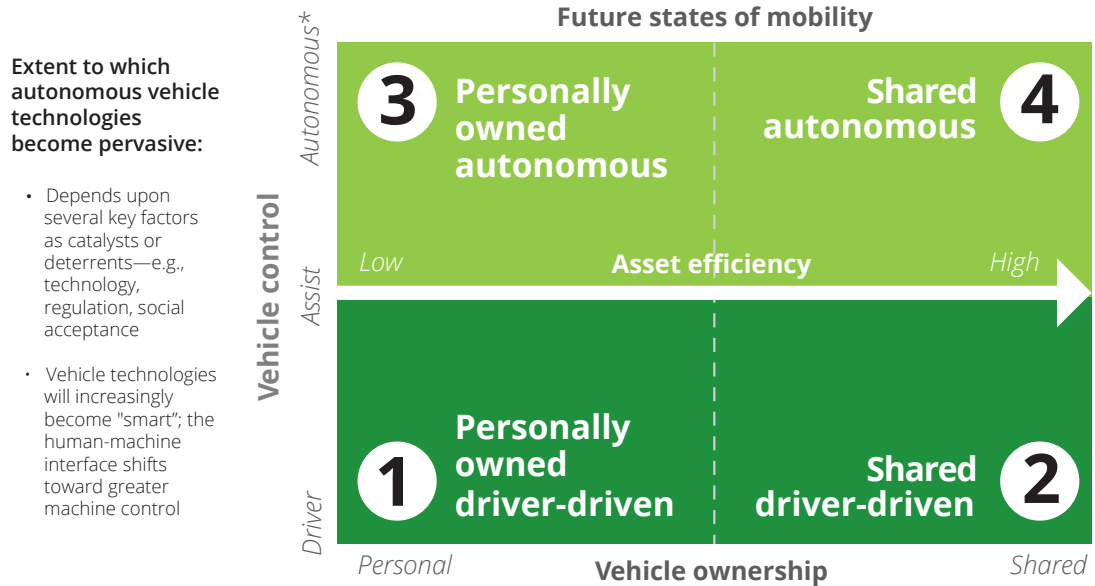 Future states of mobility
Extent to which
autonomous vehicle
technologies
become pervasive:
• Depends upon
several key factors
as catalysts or
deterrents—e.g.,
technology,
regulation, social
acceptance
• Vehicle technologies
will increasingly
become "smart”; the
human-machine
interface shifts
toward greater
machine control
Vehicle control
Autonomous*
Assist
Driver
3
Personally
owned
autonomous
Shared
autonomous
4
Low
Asset efficiency
High
1
Personally
owned
driver-driven
Shared
driver-driven
2
Personal
Vehicle ownership
Shared